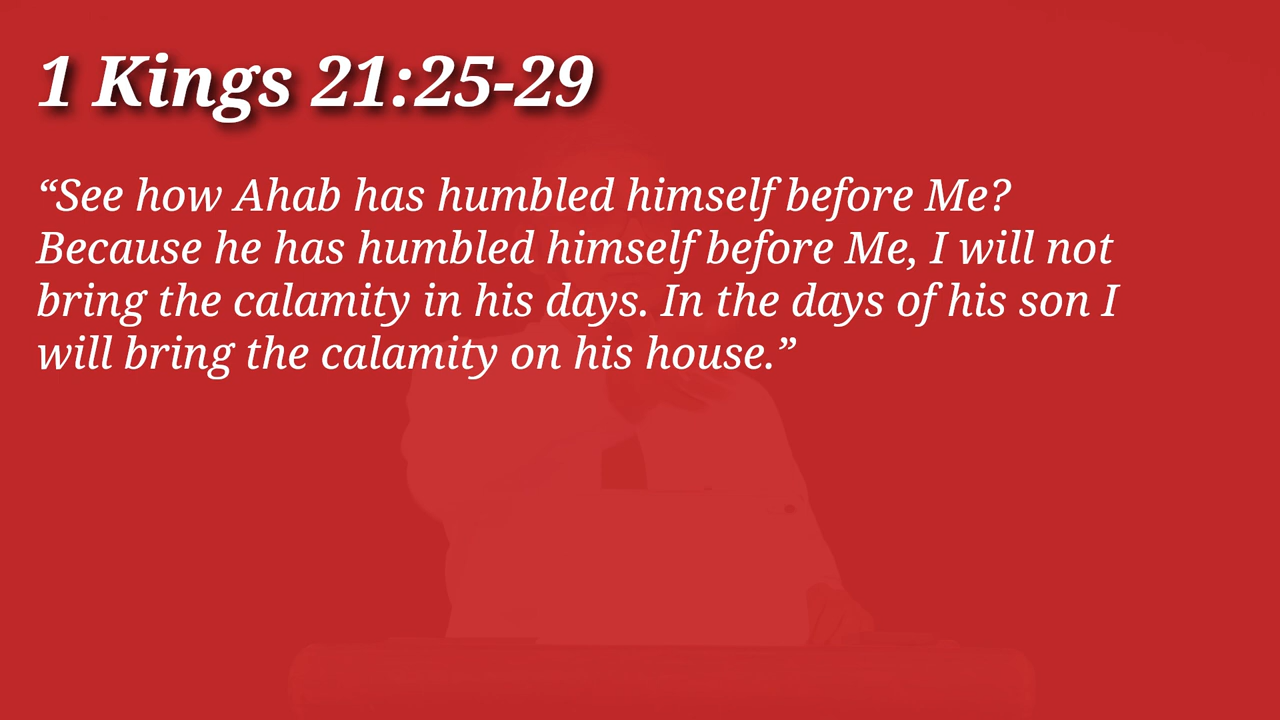 1 Kings 21:25-29
“See how Ahab has humbled himself before Me?
Because he has humbled himself before Me, I will not
bring the calamity in his days. In the days of his son I
will bring the calamity on his house.”